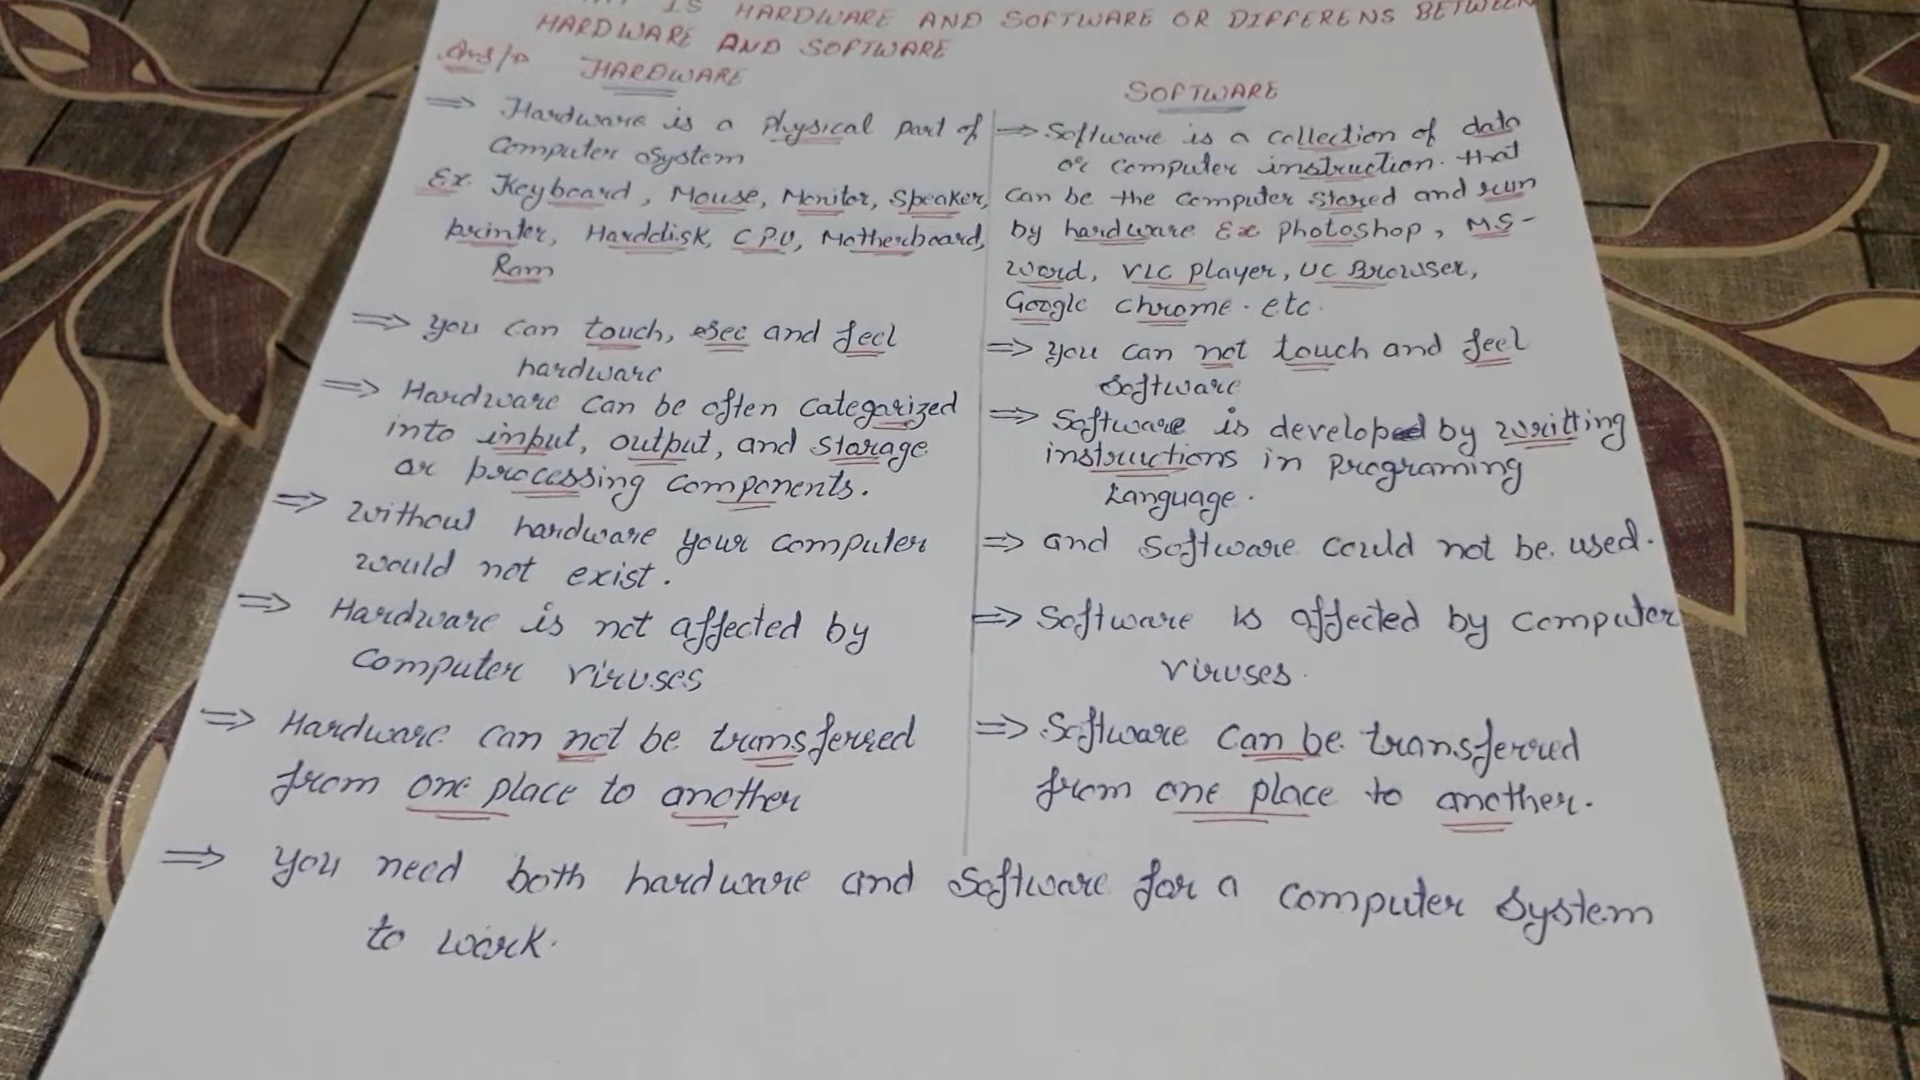 IS HARDWARE AND SOFTWARE OR DIFFERENS BETWEEN
HARDWARE AND SOFTWARE
Ans/
HARDWARE
⇒ Hardware is a physical part of
Computer System
Ex. Keyboard, Mouse, Monitor, Speaker,
printer, Harddisk, CPU, Motherboard,
Ram
⇒ you can touch, See and feel
hardware
⇒ Hardware can be often categarized
into input, output, and starage
or processing components.
⇒ without hardware your computer
would not exist.
⇒ Hardware is not affected by
computer viruses
⇒ Hardware can not be transferred
from one place to another
SOFTWARE
⇒ Software is a collection of data
or computer instruction. that
can be the computer stored and run
by hardware Ex photoshop, MS-
word, VLC player, UC Browser,
Google chrome. etc.
⇒ you can not touch and feel
Software
⇒ Software is developed by writting
instructions in programing
Language.
⇒ and software could not be used.
⇒ Software is affected by computer
viruses.
⇒ Software can be transferred
from one place to another.
⇒ you need both hardware and software for a computer system
to work.